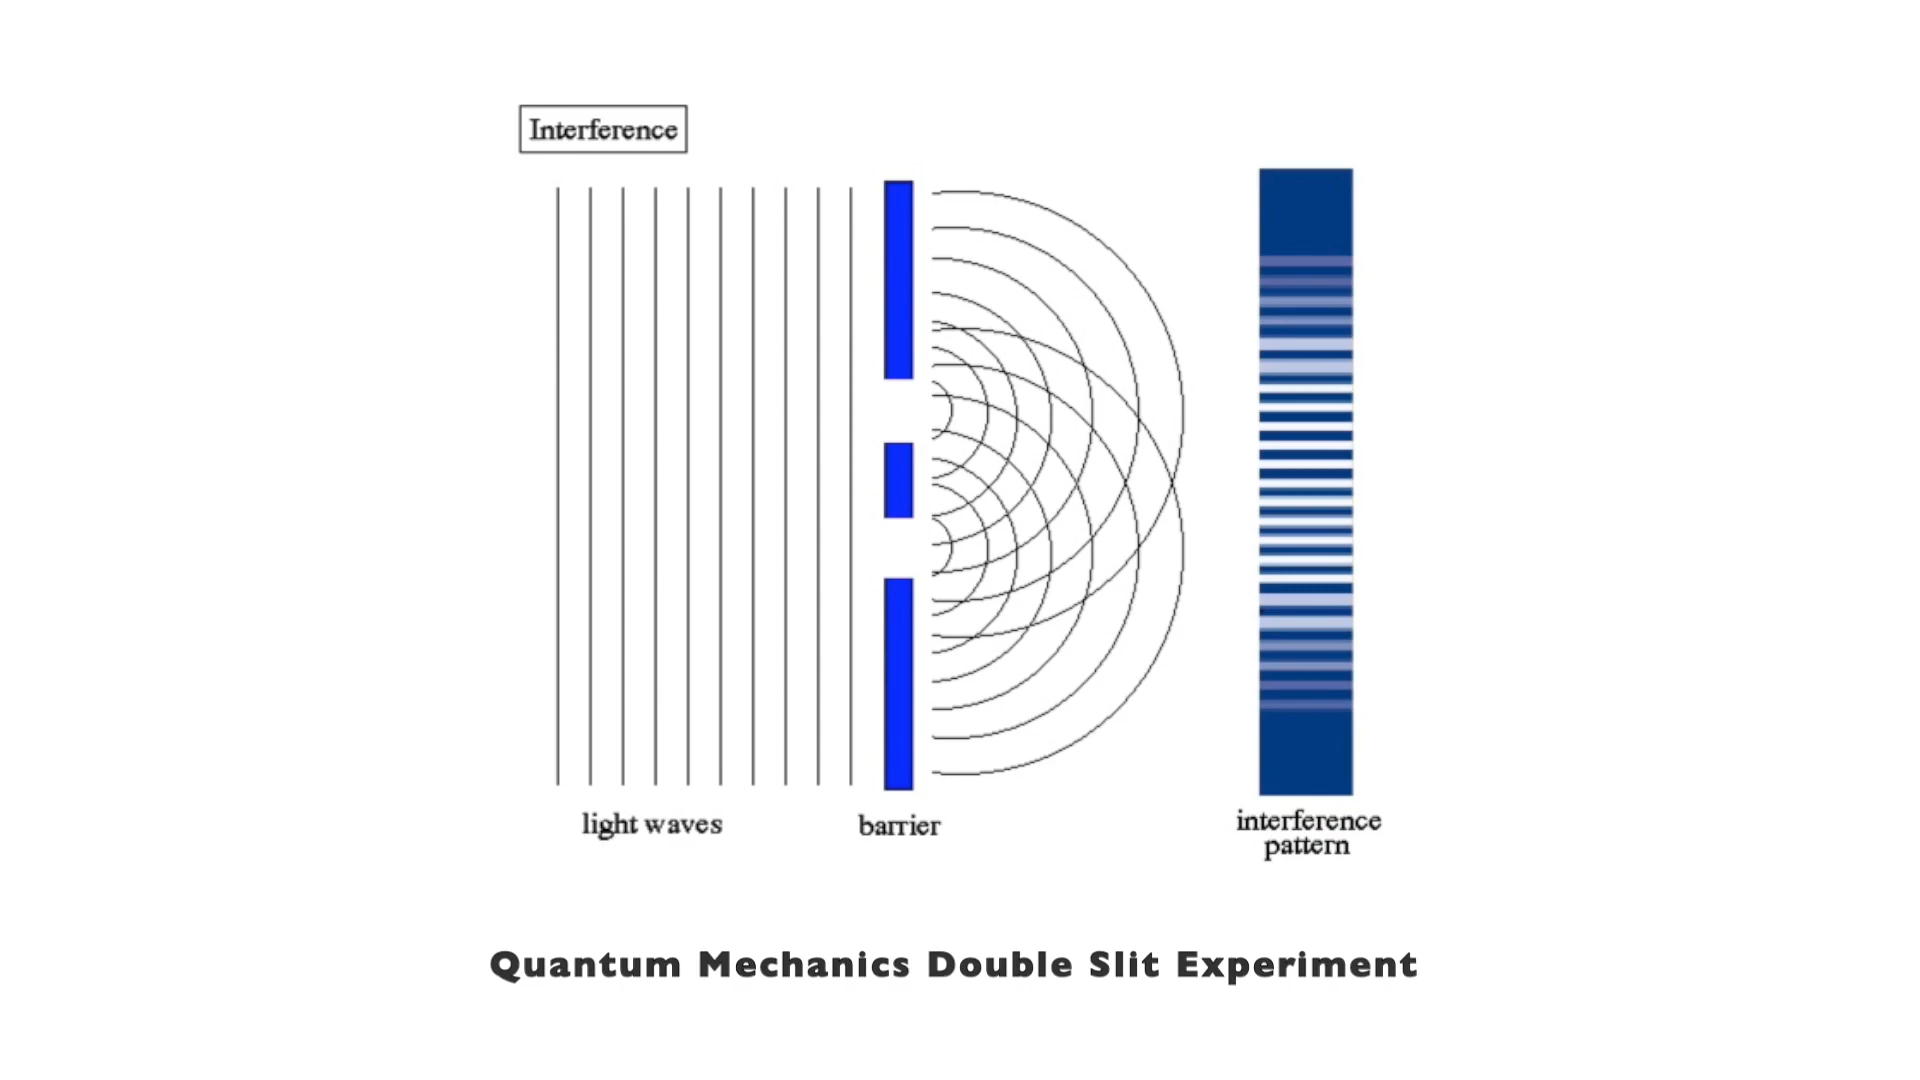 Interference
light waves
barrier
interference
pattern
Quantum Mechanics Double Slit Experiment